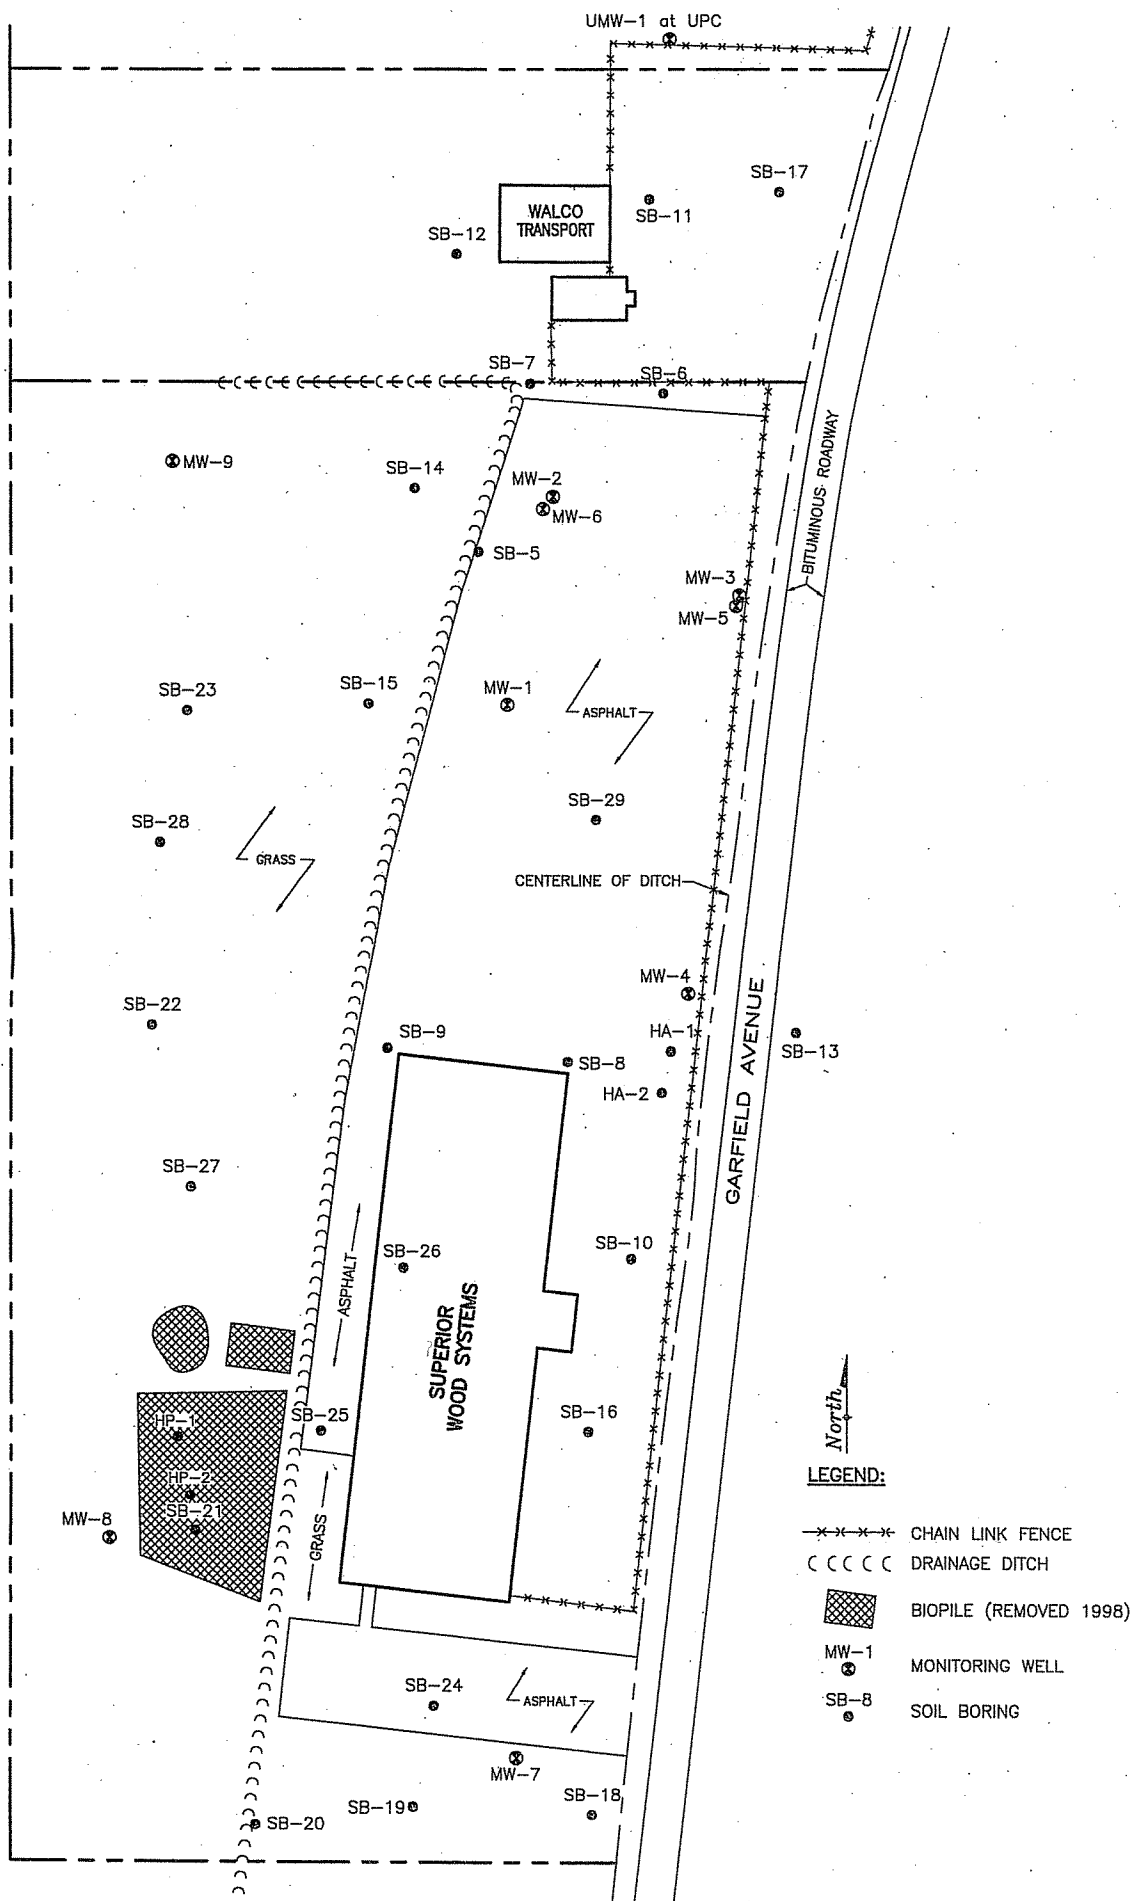 UMW-1 at UPC
SB-17
WALCO
TRANSPORT
SB-11
SB-12
SB-7
SB-6
BITUMINOUS ROADWAY
MW-9
SB-14
MW-2
MW-6
SB-5
MW-3
MW-5
SB-23
SB-15
MW-1
ASPHALT
SB-29
SB-28
GRASS
CENTERLINE OF DITCH
MW-4
SB-22
HA-1
SB-13
SB-9
SB-8
HA-2
GARFIELD AVENUE
SB-27
SB-10
SB-26
ASPHALT
SUPERIOR
WOOD SYSTEMS
SB-25
SB-16
HP-1
HP-2
SB-21
MW-8
GRASS
SB-24
ASPHALT
MW-7
SB-19
SB-18
SB-20
North
LEGEND:
CHAIN LINK FENCE
DRAINAGE DITCH
BIOPILE (REMOVED 1998)
MW-1
MONITORING WELL
SB-8
SOIL BORING